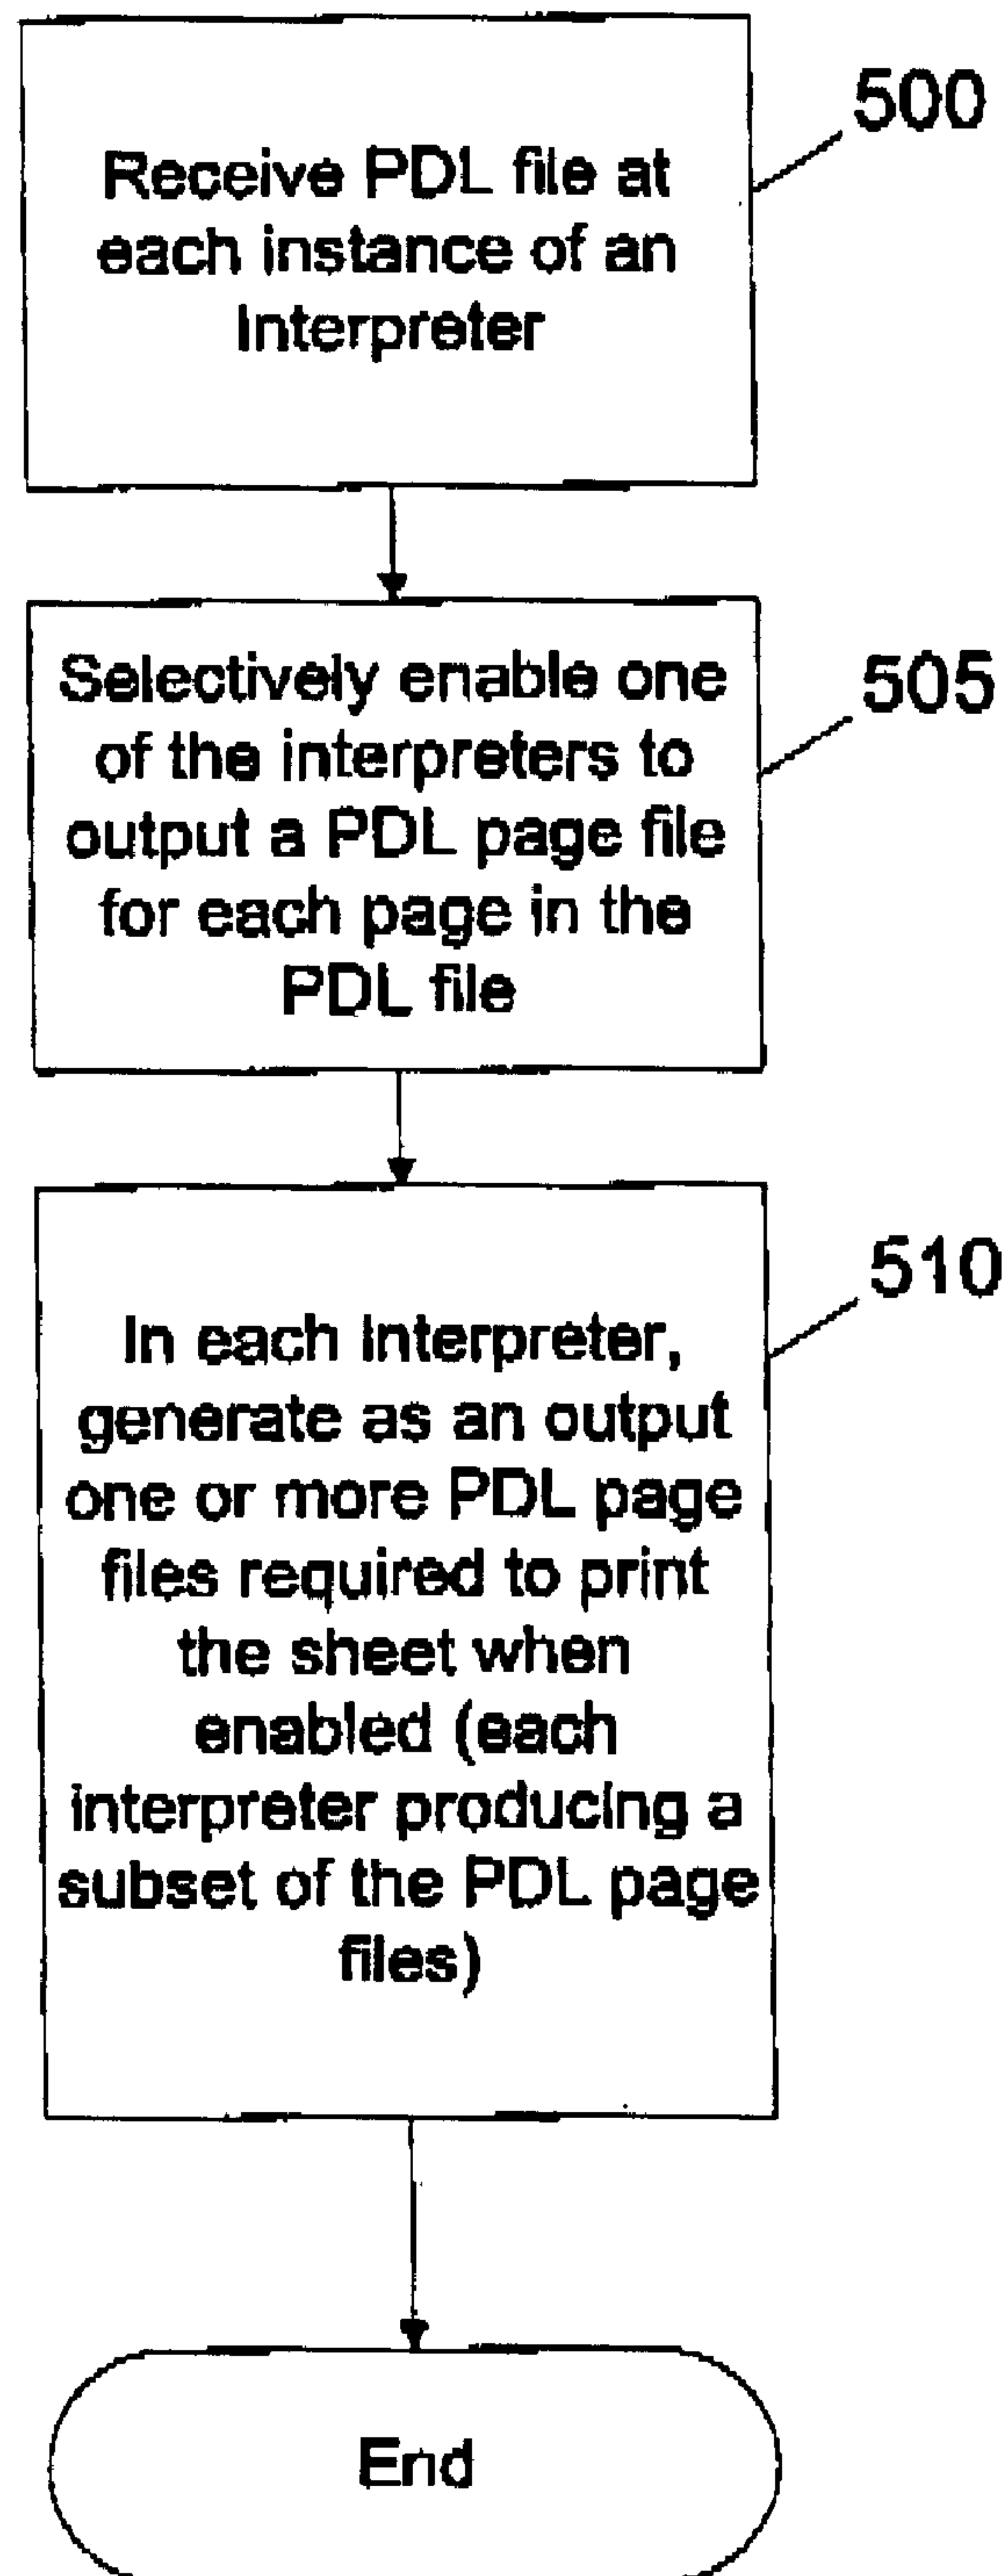 500
Receive PDL file at
each instance of an
Interpreter
505
Selectively enable one
of the interpreters to
output a PDL page file
for each page in the
PDL file
510
In each interpreter,
generate as an output
one or more PDL page
files required to print
the sheet when
enabled (each
interpreter producing a
subset of the PDL page
files)
End